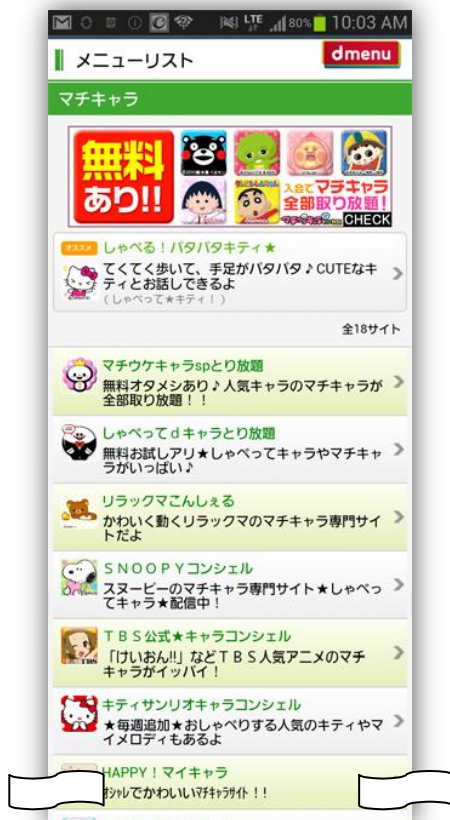 LTE 80% 10:03 AM
メニューリスト
dmenu
マチキャラ
無料
あり!!
入会でマチキャラ
全部取り放題!
CHECK
オススメ しゃべる!パタパタキティ★
てくてく歩いて、手足がパタパタ♪CUTEなキ
ティとお話しできるよ
(しゃべって★キティ!)
全18サイト
マチウケキャラspとり放題
無料オタメシあり♪人気キャラのマチキャラが
全部取り放題!!
しゃべってdキャラとり放題
無料お試しアリ★しゃべってキャラやマチキャ
ラがいっぱい♪
リラックマこんしぇる
かわいく動くリラックマのマチキャラ専門サイ
トだよ
SNOOPYコンシェル
スヌーピーのマチキャラ専門サイト★しゃべっ
てキャラ★配信中!
TBS公式★キャラコンシェル
TBS
「けいおん!!」などTBS人気アニメのマチ
キャラがイッパイ!
キティサンリオキャラコンシェル
★毎週追加★おしゃべりする人気のキティやマ
イメロディもあるよ
HAPPY!マイキャラ
オシャレでかわいいマチキャラサイト!!